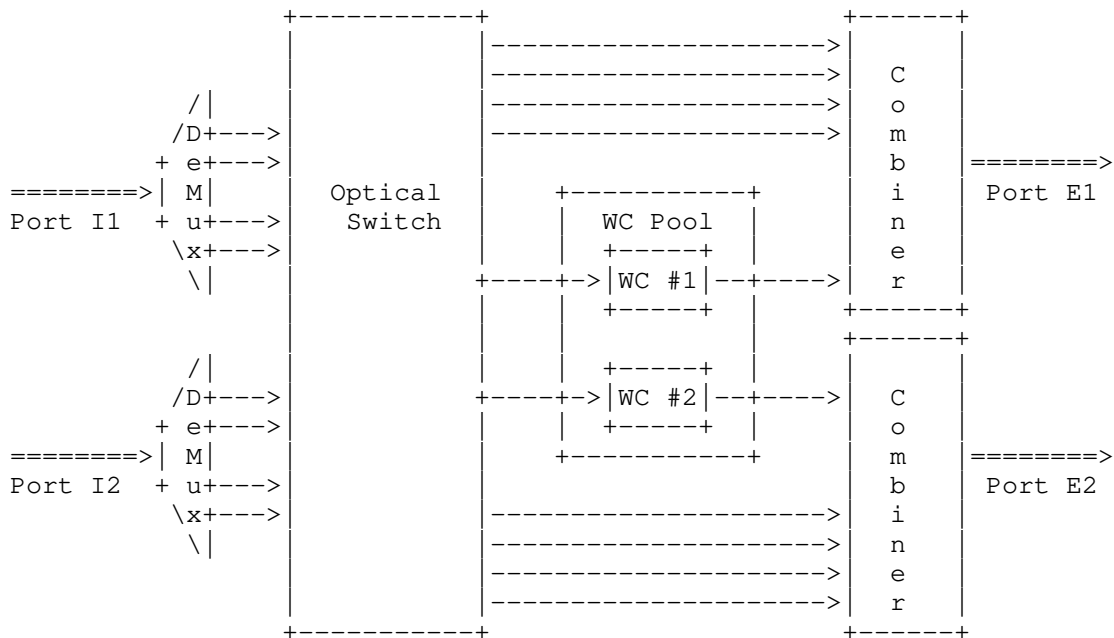 Optical
Switch
DeMux
Port I1
DeMux
Port I2
WC Pool
WC #1
WC #2
Combiner
Port E1
Combiner
Port E2